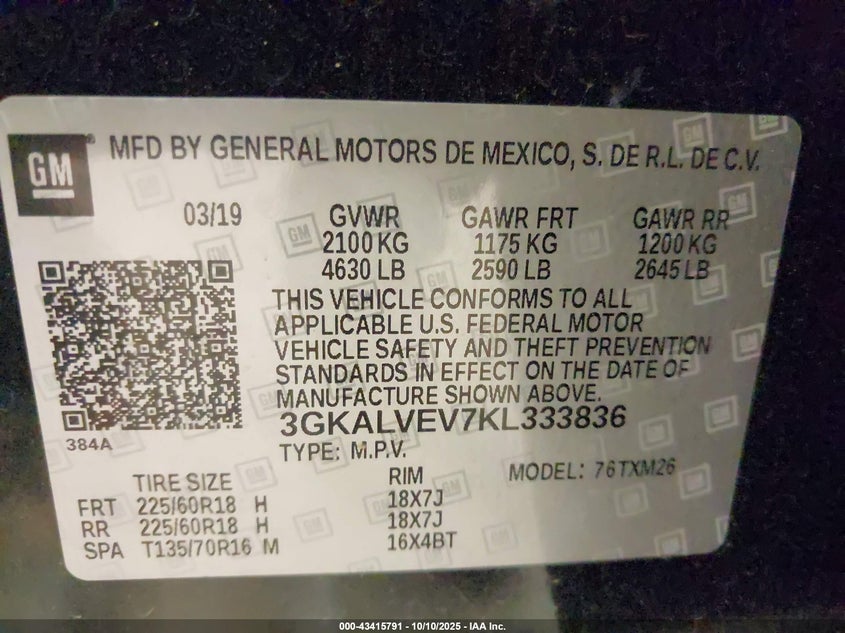 GM
MFD BY GENERAL MOTORS DE MEXICO, S. DE R.L. DE C.V.
03/19 GVWR GAWR FRT GAWR RR
2100 KG 1175 KG 1200 KG
4630 LB 2590 LB 2645 LB
THIS VEHICLE CONFORMS TO ALL
APPLICABLE U.S. FEDERAL MOTOR
VEHICLE SAFETY AND THEFT PREVENTION
STANDARDS IN EFFECT ON THE DATE OF
MANUFACTURE SHOWN ABOVE.
3GKALVEV7KL333836
384A
TYPE: M.P.V.
MODEL: 76TXM26
TIRE SIZE RIM
FRT 225/60R18 H 18X7J
RR 225/60R18 H 18X7J
SPA T135/70R16 M 16X4BT
000-43415791 - 10/10/2025 - IAA Inc.